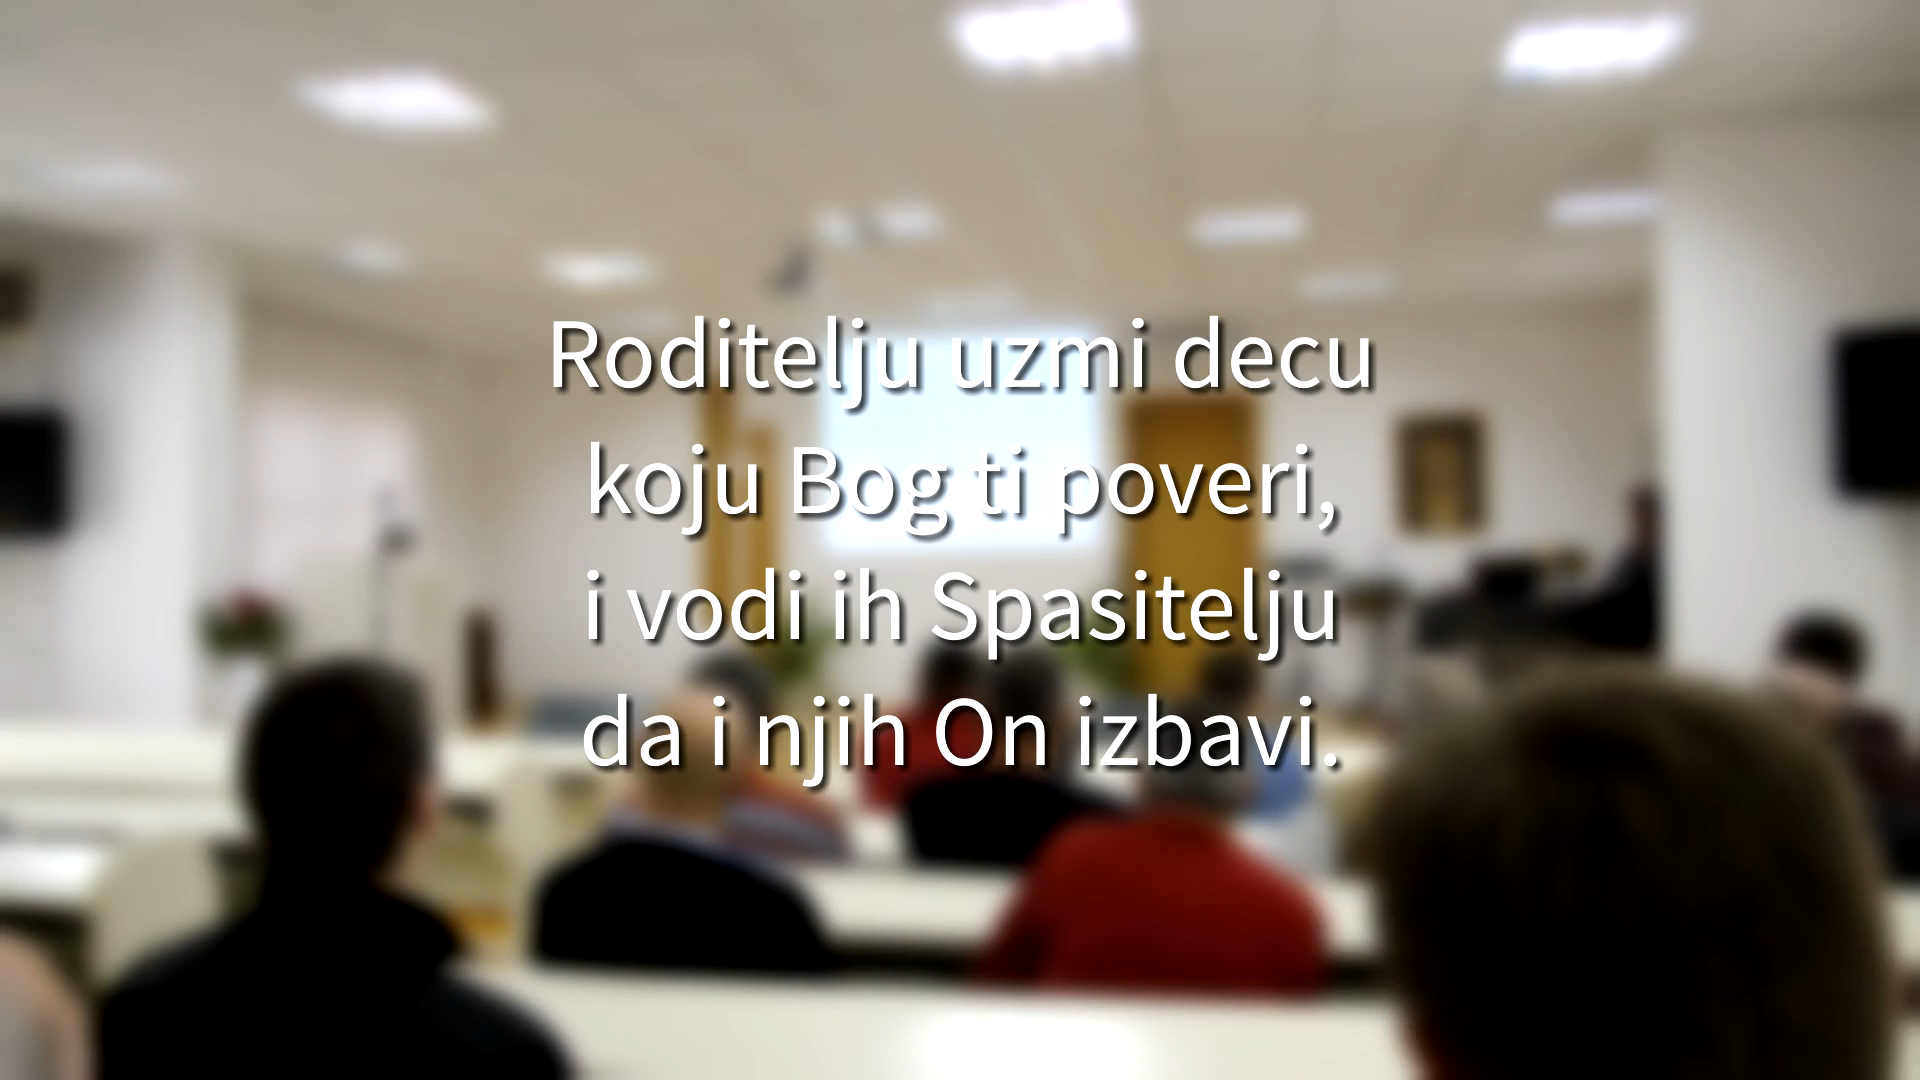 Roditelju uzmi decu
koju Bog ti poveri,
i vodi ih Spasitelju
da i njih On izbavi.